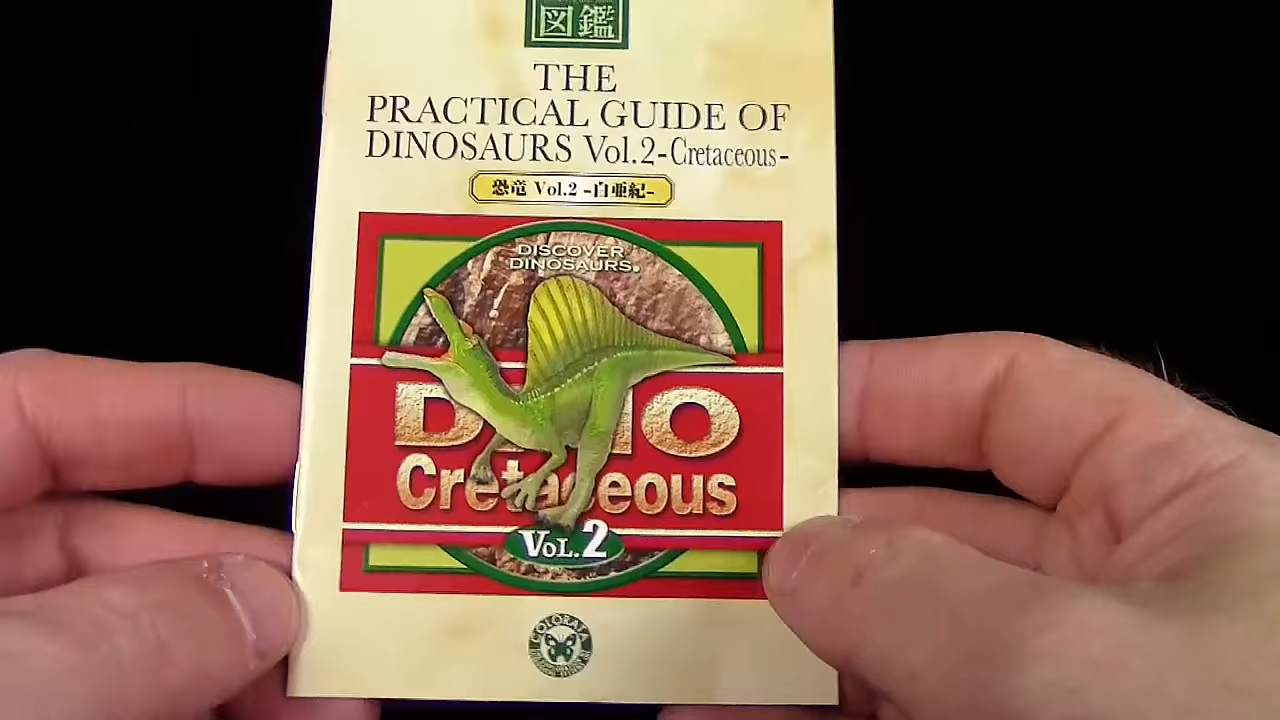 図鑑
THE
PRACTICAL GUIDE OF
DINOSAURS Vol.2-Cretaceous-
恐竜 Vol.2 -白亜紀-
DISCOVER
DINOSAURS
DINO
Cretaceous
VOL.2
COLORATA